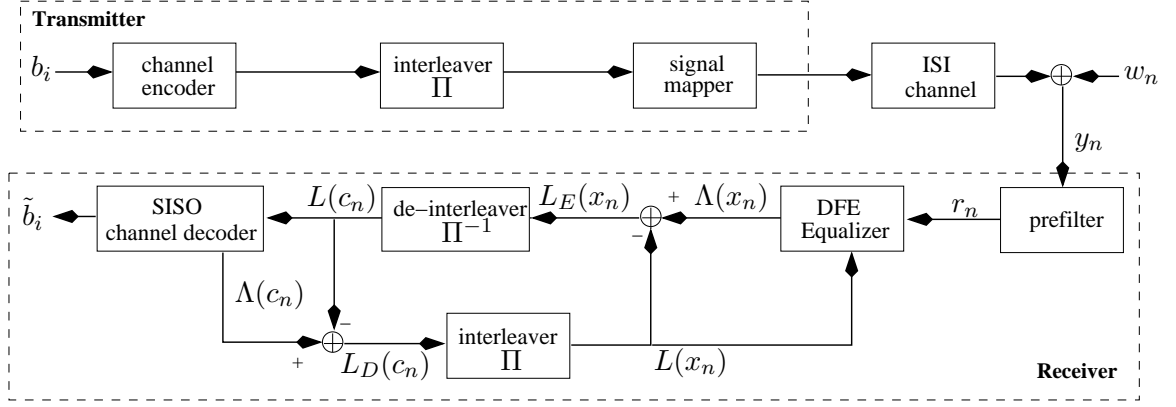 Transmitter
b_i
channel
encoder
interleaver
Π
signal
mapper
ISI
channel
w_n
y_n
b̃_i
SISO
channel decoder
L(c_n)
de-interleaver
Π^{-1}
L_E(x_n)
+
-
Λ(x_n)
DFE
Equalizer
r_n
prefilter
Λ(c_n)
-
+
L_D(c_n)
interleaver
Π
L(x_n)
Receiver